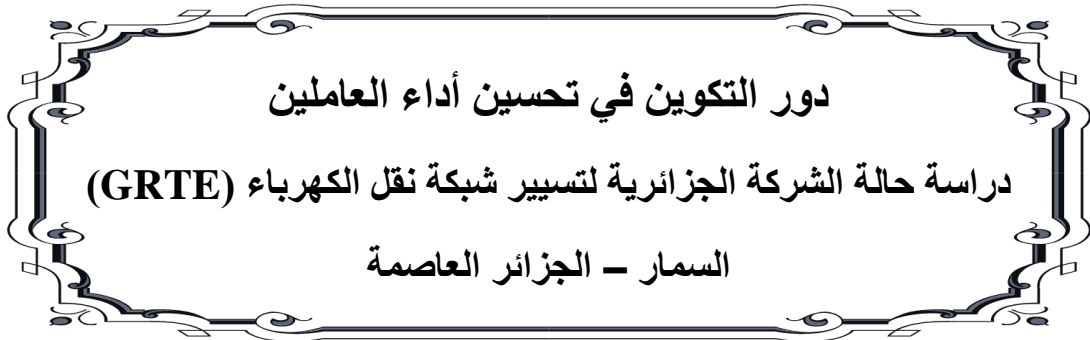 دور التكوين في تحسين أداء العاملين
دراسة حالة الشركة الجزائرية لتسيير شبكة نقل الكهرباء (GRTE)
السمار – الجزائر العاصمة